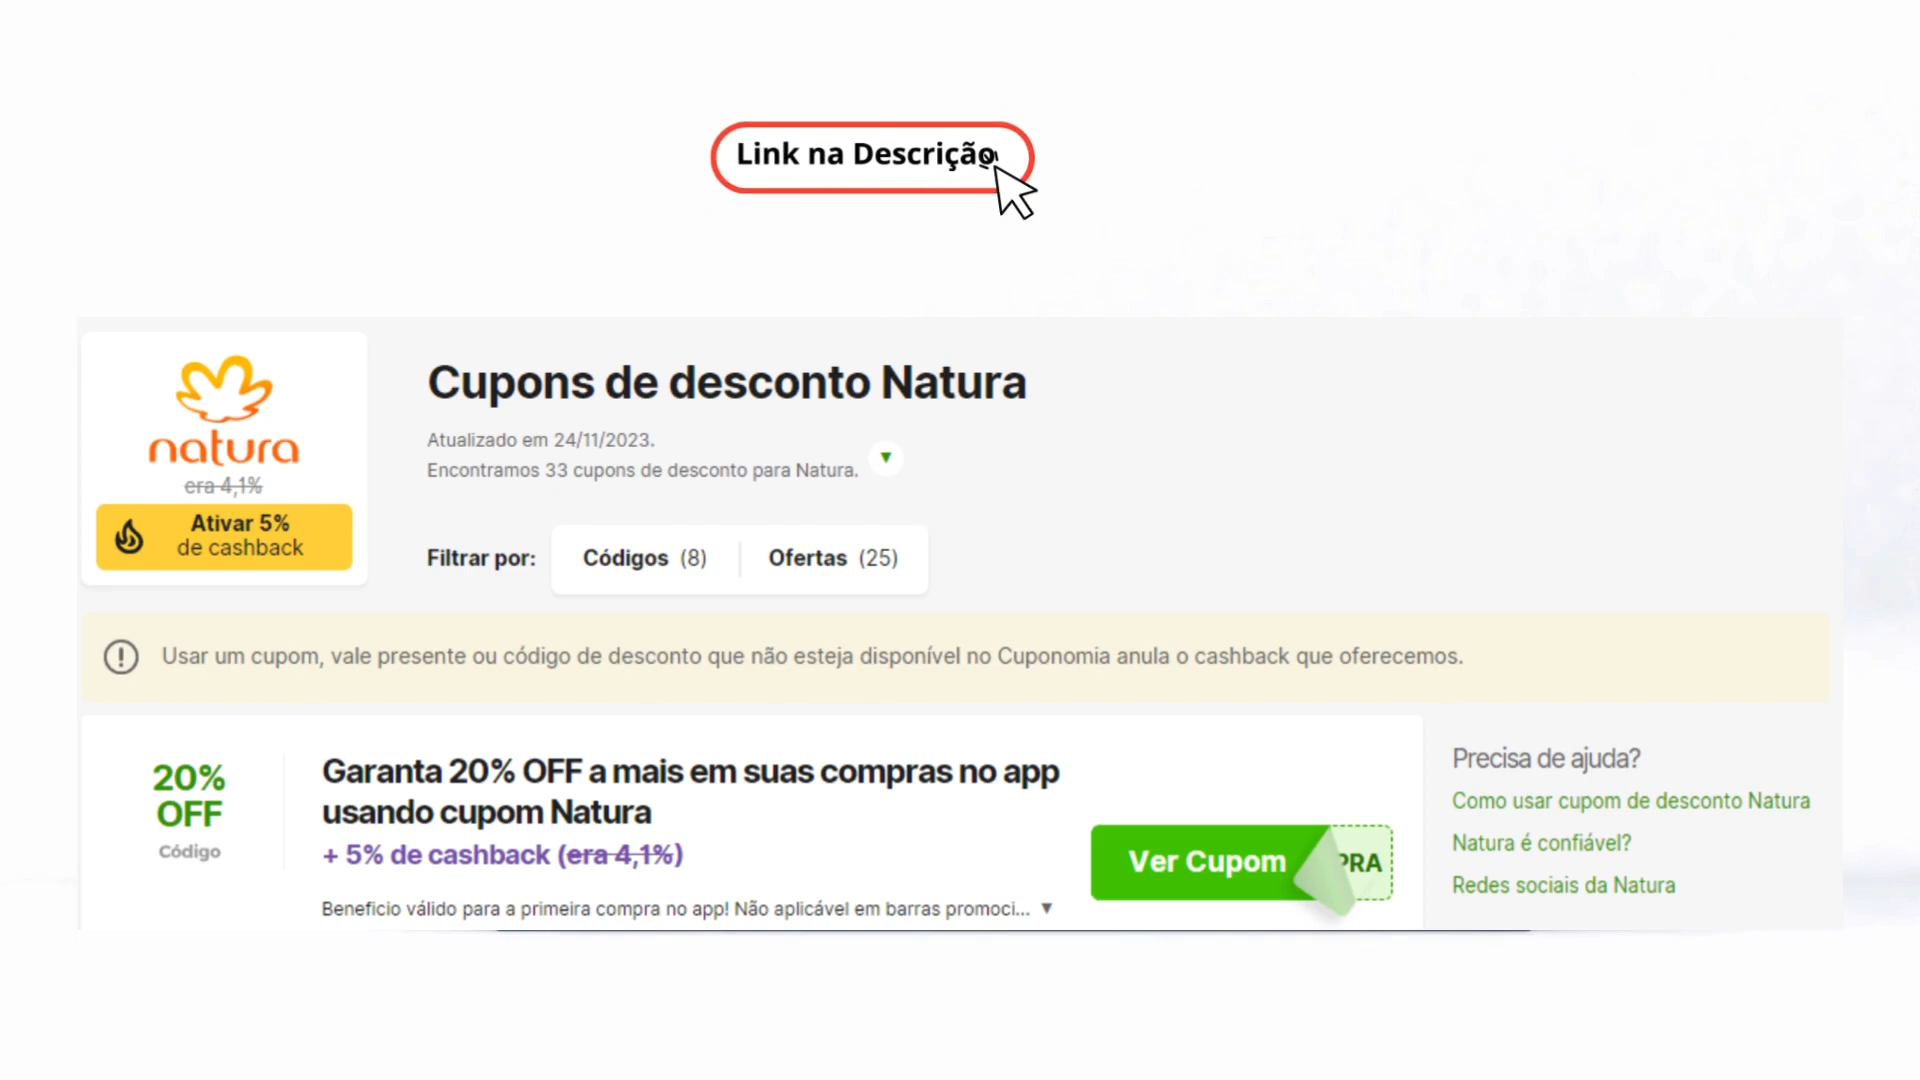 Link na Descrição
natura
era 4,1%
Ativar 5%
de cashback
Cupons de desconto Natura
Atualizado em 24/11/2023.
Encontramos 33 cupons de desconto para Natura. ▼
Filtrar por: Códigos (8) Ofertas (25)
Usar um cupom, vale presente ou código de desconto que não esteja disponível no Cuponomia anula o cashback que oferecemos.
20%
OFF
Código
Garanta 20% OFF a mais em suas compras no app
usando cupom Natura
+ 5% de cashback (era 4,1%)
Beneficio válido para a primeira compra no app! Não aplicável em barras promoci... ▼
Ver Cupom PRA
Precisa de ajuda?
Como usar cupom de desconto Natura
Natura é confiável?
Redes sociais da Natura